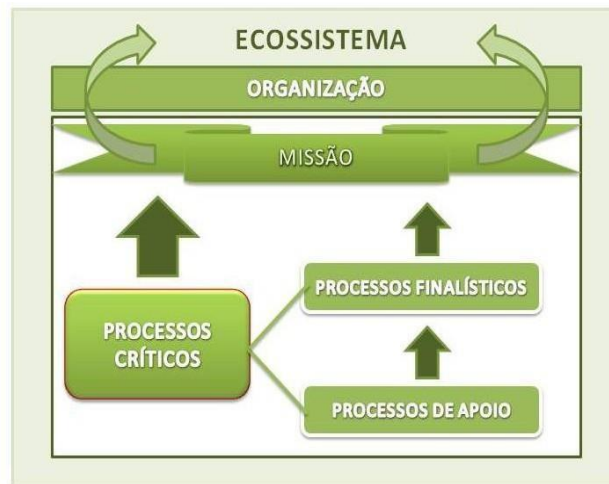 ECOSSISTEMA
ORGANIZAÇÃO
MISSÃO
PROCESSOS FINALÍSTICOS
PROCESSOS
CRÍTICOS
PROCESSOS DE APOIO